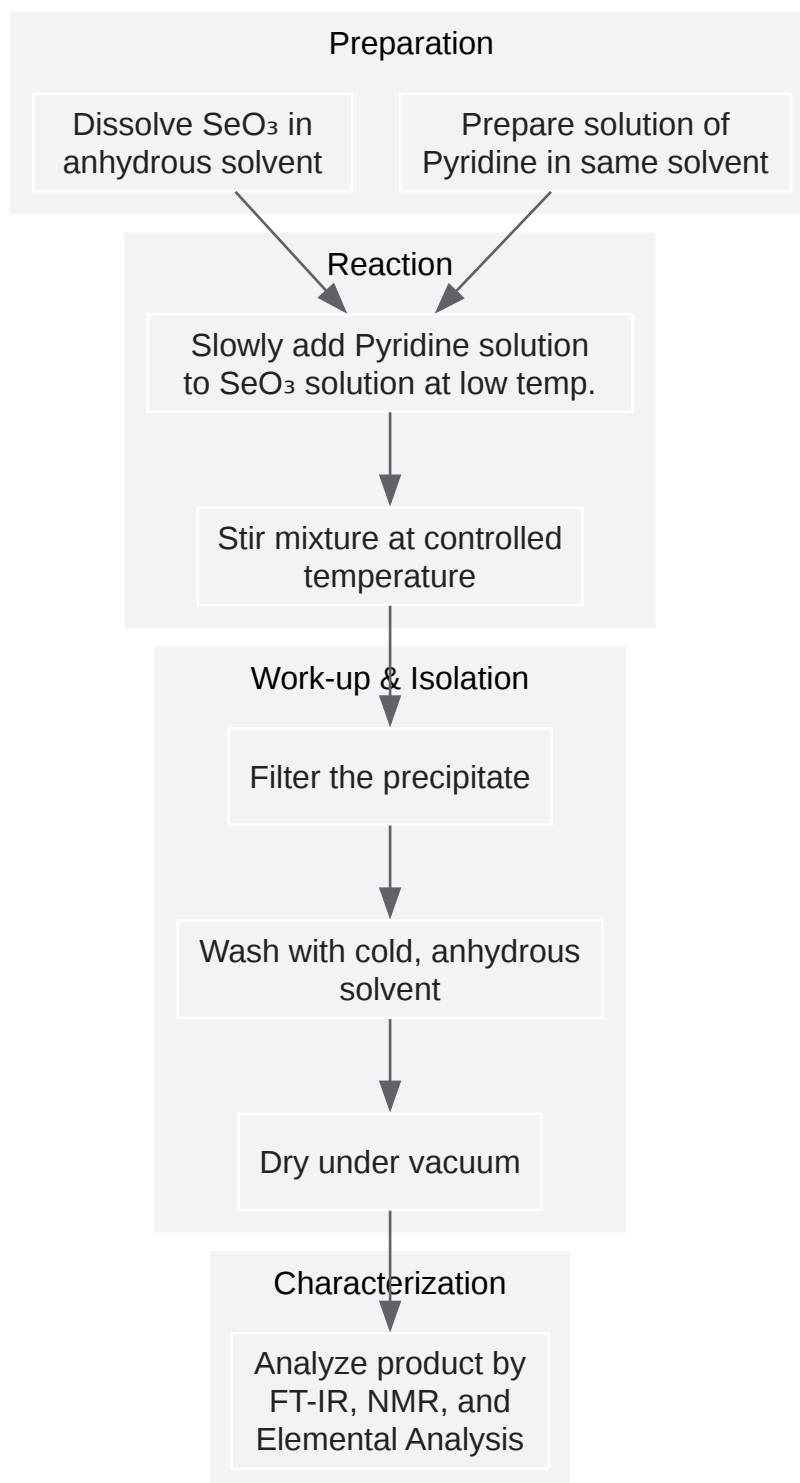 Preparation
Dissolve SeO₃ in
anhydrous solvent
Prepare solution of
Pyridine in same solvent
Reaction
Slowly add Pyridine solution
to SeO₃ solution at low temp.
Stir mixture at controlled
temperature
Work-up & Isolation
Filter the precipitate
Wash with cold, anhydrous
solvent
Dry under vacuum
Characterization
Analyze product by
FT-IR, NMR, and
Elemental Analysis